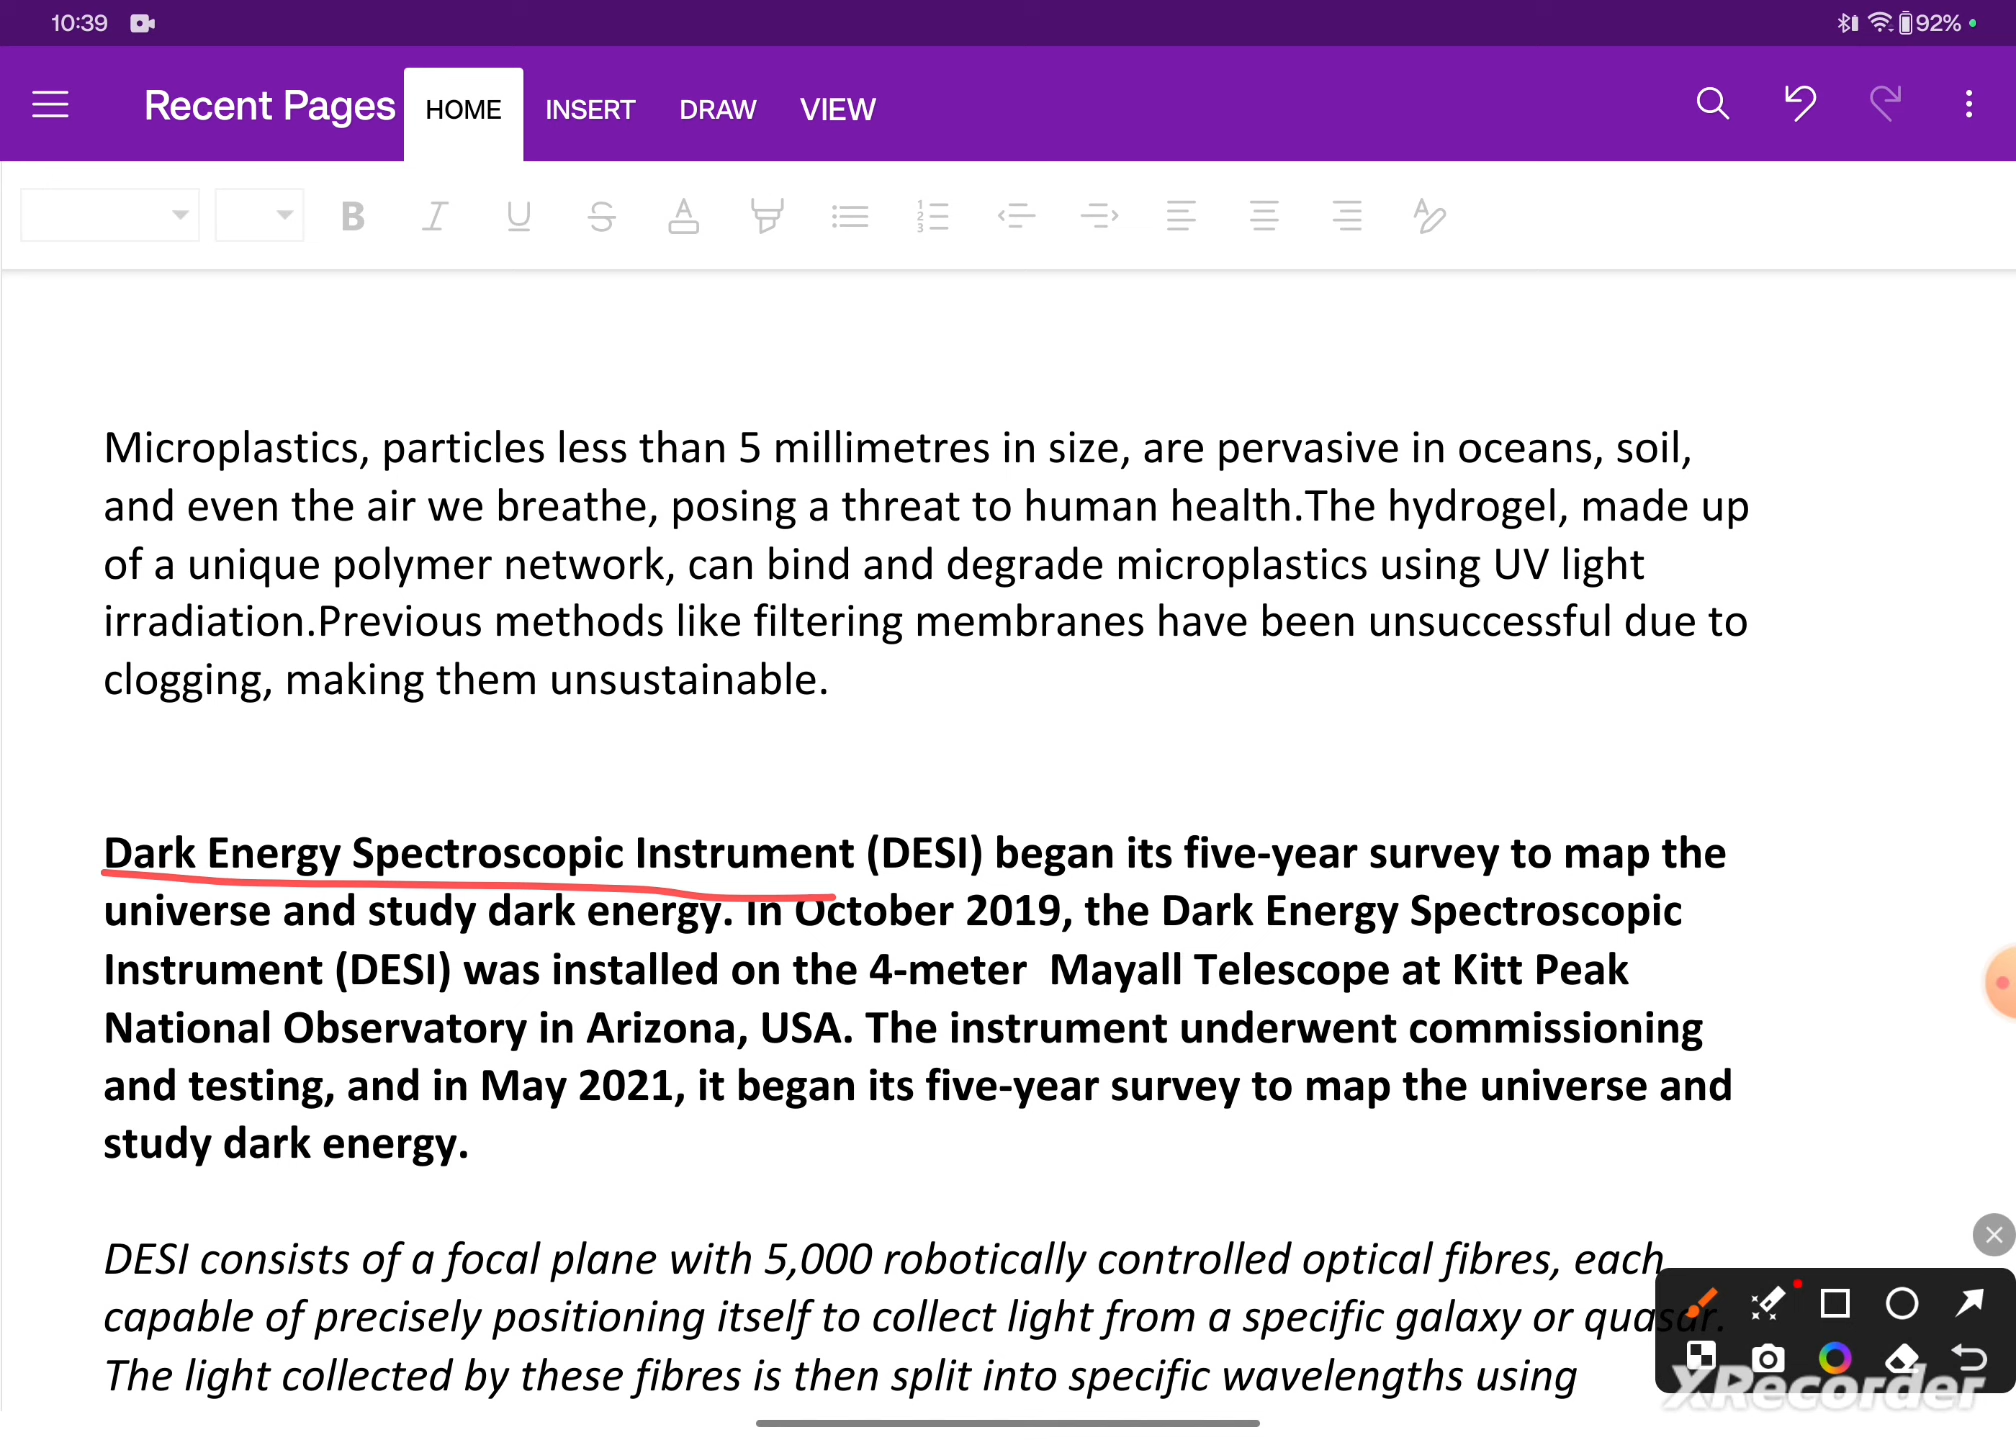 10:39
92%
Recent Pages HOME INSERT DRAW VIEW
Microplastics, particles less than 5 millimetres in size, are pervasive in oceans, soil,
and even the air we breathe, posing a threat to human health.The hydrogel, made up
of a unique polymer network, can bind and degrade microplastics using UV light
irradiation.Previous methods like filtering membranes have been unsuccessful due to
clogging, making them unsustainable.
Dark Energy Spectroscopic Instrument (DESI) began its five-year survey to map the
universe and study dark energy. In October 2019, the Dark Energy Spectroscopic
Instrument (DESI) was installed on the 4-meter Mayall Telescope at Kitt Peak
National Observatory in Arizona, USA. The instrument underwent commissioning
and testing, and in May 2021, it began its five-year survey to map the universe and
study dark energy.
DESI consists of a focal plane with 5,000 robotically controlled optical fibres, each
capable of precisely positioning itself to collect light from a specific galaxy or quasar.
The light collected by these fibres is then split into specific wavelengths using
XRecorder